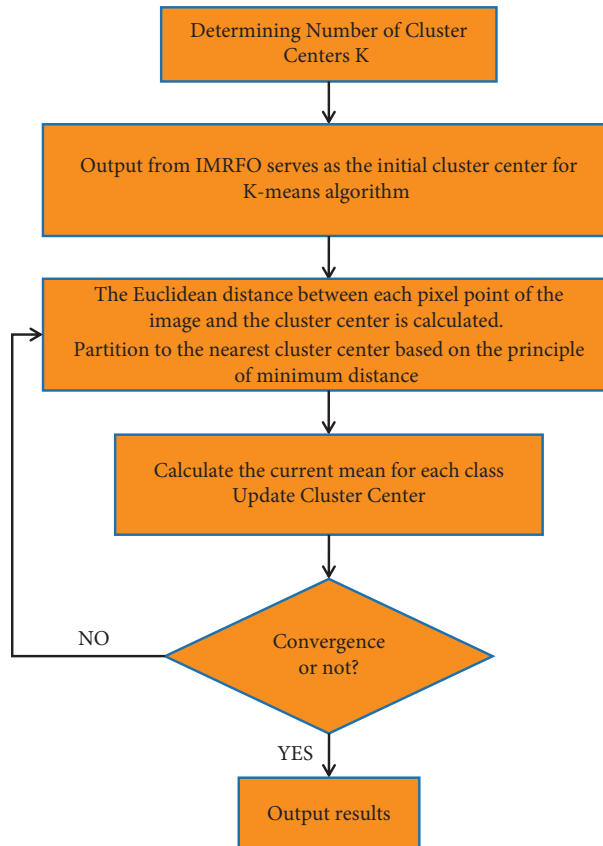 Determining Number of Cluster
Centers K
Output from IMRFO serves as the initial cluster center for
K-means algorithm
The Euclidean distance between each pixel point of the
image and the cluster center is calculated.
Partition to the nearest cluster center based on the principle
of minimum distance
Calculate the current mean for each class
Update Cluster Center
NO
Convergence
or not?
YES
Output results